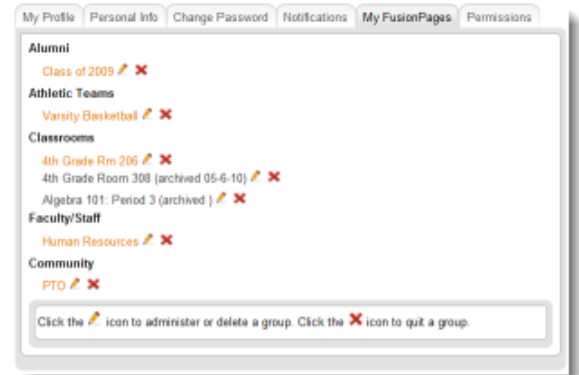 My Profile Personal Info Change Password Notifications My FusionPages Permissions
Alumni
Class of 2009
Athletic Teams
Varsity Basketball
Classrooms
4th Grade Rm 206
4th Grade Room 308 (archived 05-6-10)
Algebra 101: Period 3 (archived )
Faculty/Staff
Human Resources
Community
PTO
Click the icon to administer or delete a group. Click the icon to quit a group.